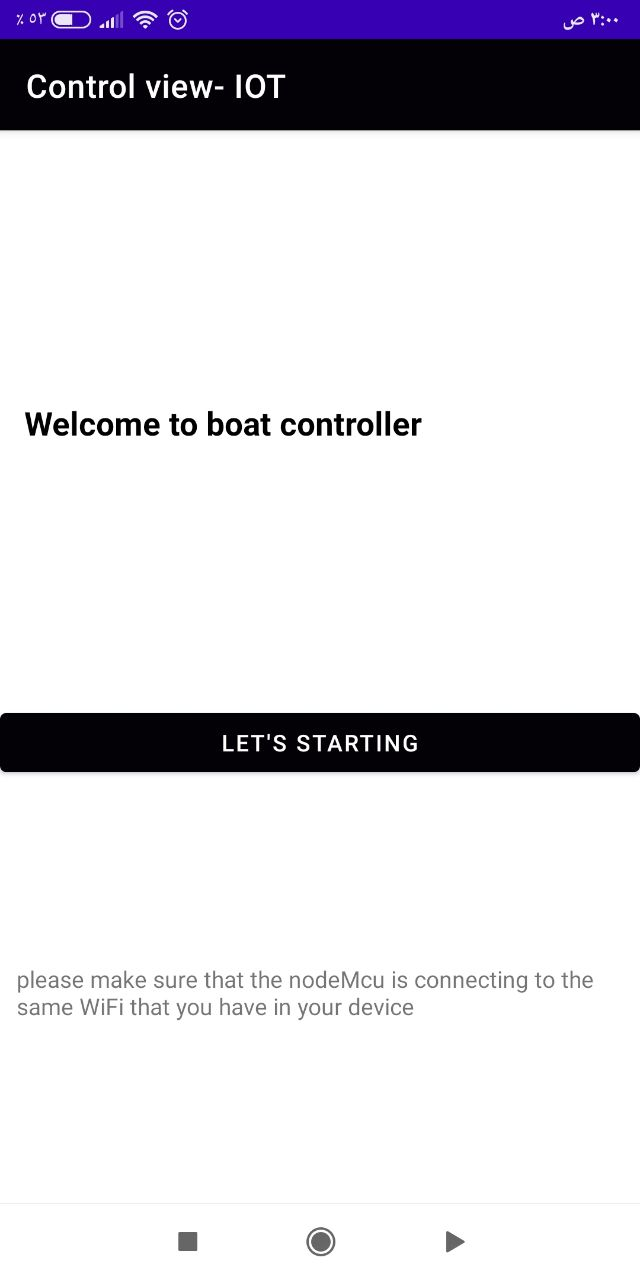 ٪ ٥٣
٣:٠٠ ص
Control view- IOT
Welcome to boat controller
LET'S STARTING
please make sure that the nodeMcu is connecting to the
same WiFi that you have in your device